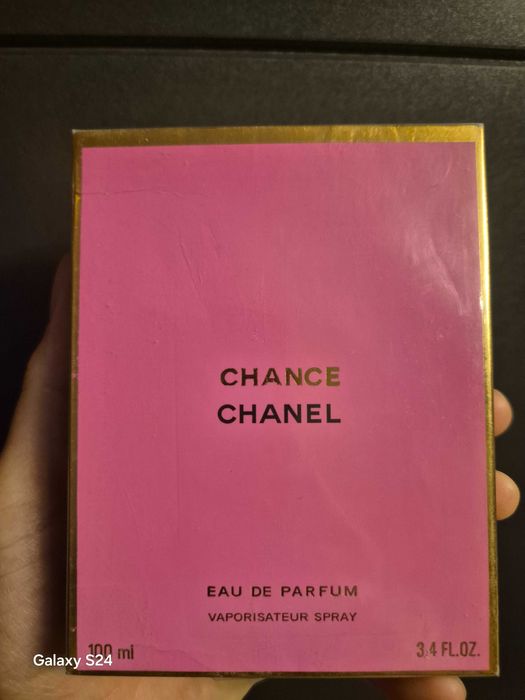 CHANCE
CHANEL
EAU DE PARFUM
VAPORISATEUR SPRAY
100 ml
3.4 FL.OZ.
Galaxy S24